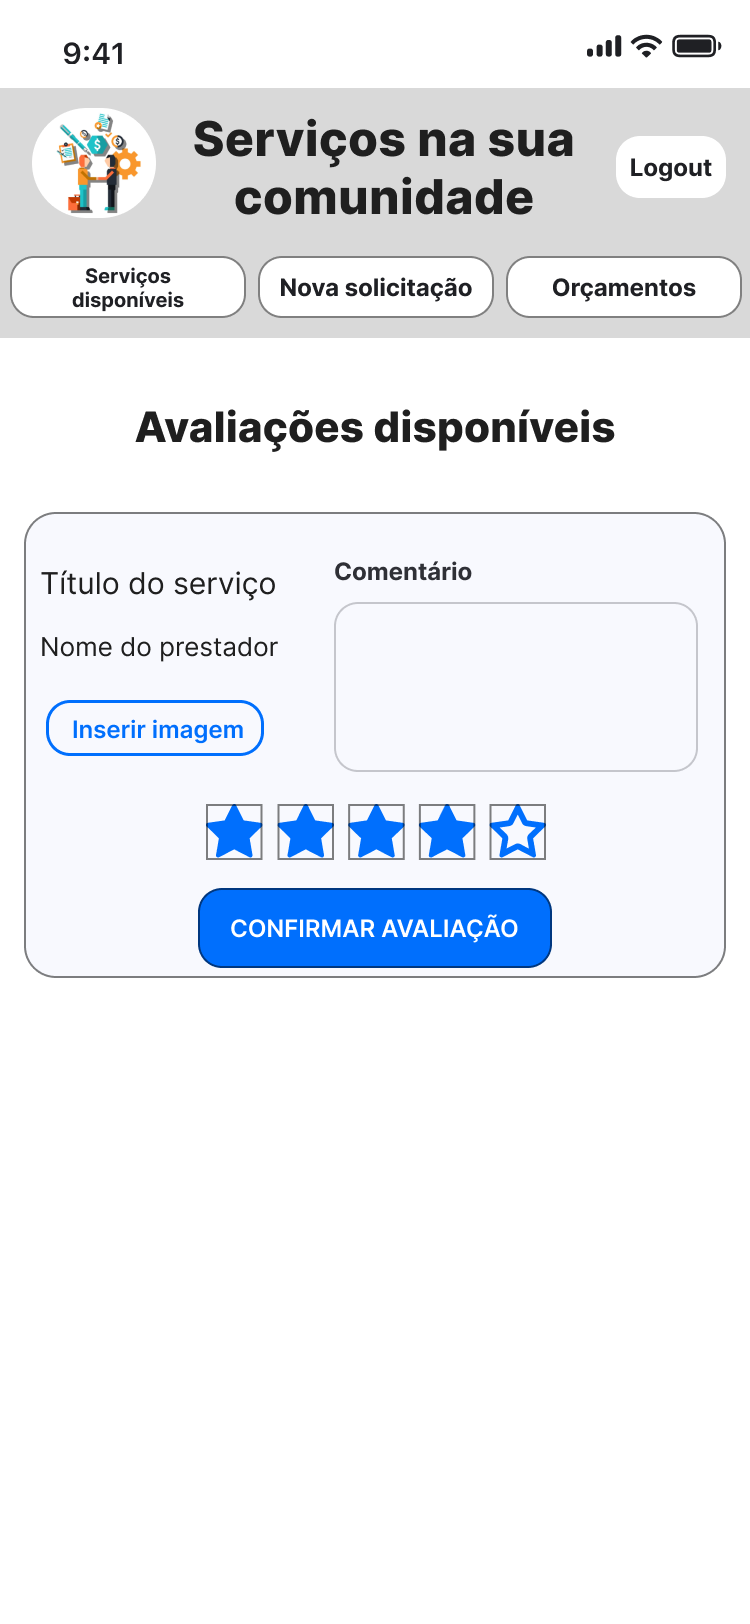 9:41
Serviços na sua
comunidade
Logout
Serviços
disponíveis
Nova solicitação
Orçamentos
Avaliações disponíveis
Título do serviço
Nome do prestador
Inserir imagem
Comentário
CONFIRMAR AVALIAÇÃO